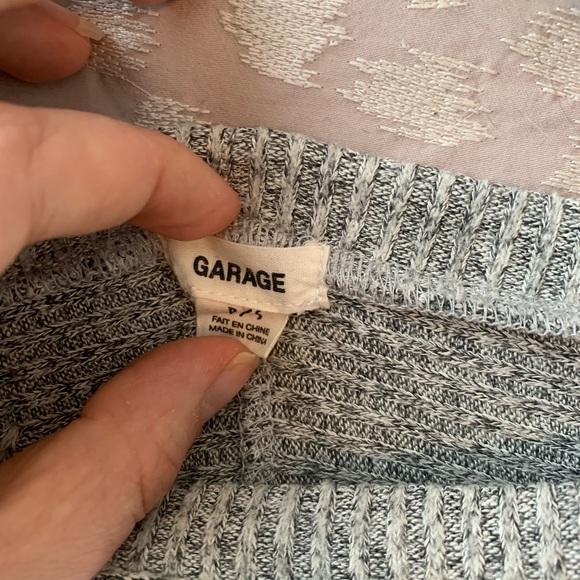 GARAGE
P/S
FAIT EN CHINE
MADE IN CHINA